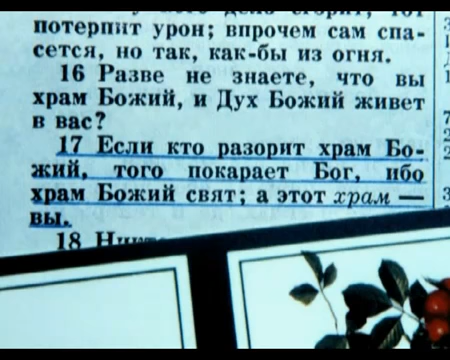 потерпит урон; впрочем сам спа-
сется, но так, как-бы из огня.
16 Разве не знаете, что вы
храм Божий, и Дух Божий живет
в вас?
17 Если кто разорит храм Бо-
жий, того покарает Бог, ибо
храм Божий свят; а этот храм —
вы.
18